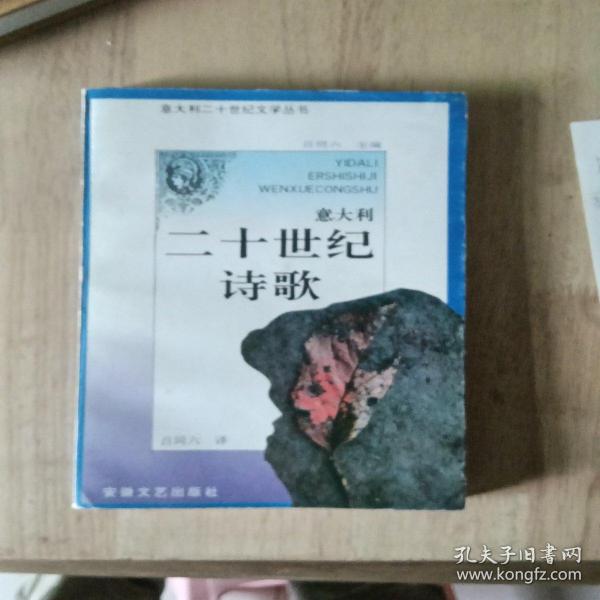 意大利二十世纪文学丛书
吕同六 主编
YIDALI
ERSHISHIJI
WENXUECONGSHU
意大利
二十世纪
诗歌
吕同六 译
安徽文艺出版社
孔夫子旧书网
www.kongfz.com